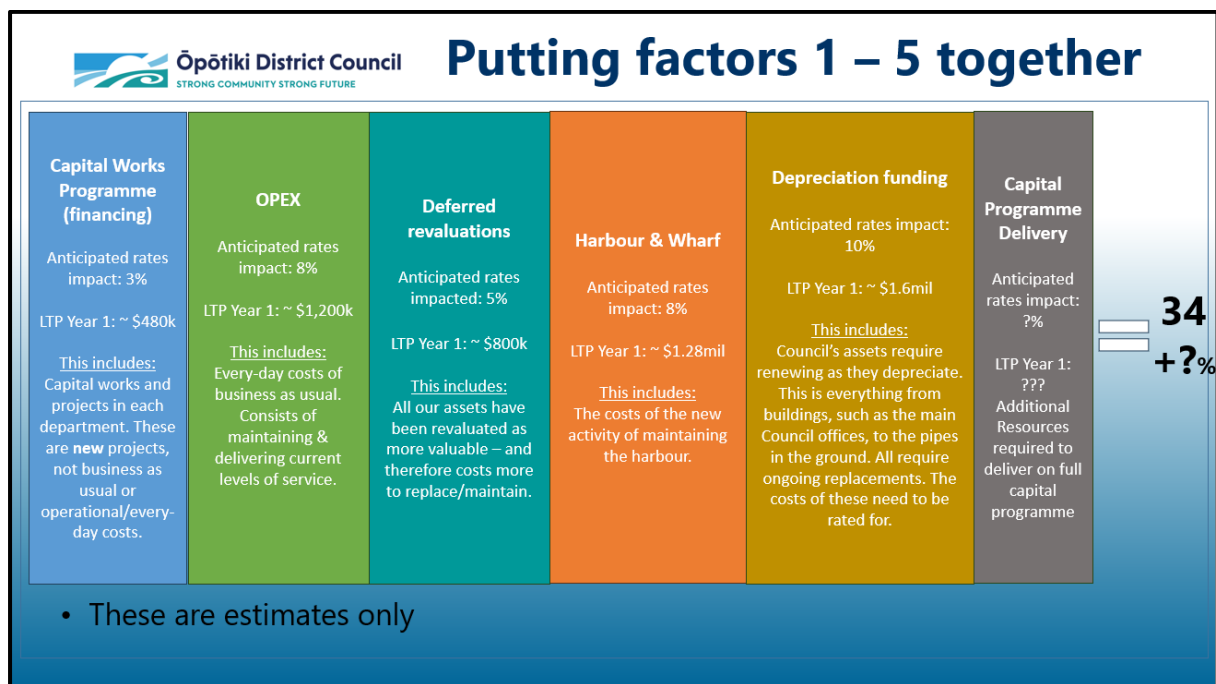 Ōpōtiki District Council
STRONG COMMUNITY STRONG FUTURE
Putting factors 1 – 5 together
Capital Works
Programme
(financing)
Anticipated rates
impact: 3%
LTP Year 1: ~ $480k
This includes:
Capital works and
projects in each
department. These
are new projects,
not business as
usual or
operational/every-
day costs.
OPEX
Anticipated rates
impact: 8%
LTP Year 1: ~ $1,200k
This includes:
Every-day costs of
business as usual.
Consists of
maintaining &
delivering current
levels of service.
Deferred
revaluations
Anticipated rates
impacted: 5%
LTP Year 1: ~ $800k
This includes:
All our assets have
been revaluated as
more valuable – and
therefore costs more
to replace/maintain.
Harbour & Wharf
Anticipated rates
impact: 8%
LTP Year 1: ~ $1.28mil
This includes:
The costs of the new
activity of maintaining
the harbour.
Depreciation funding
Anticipated rates impact:
10%
LTP Year 1: ~ $1.6mil
This includes:
Council's assets require
renewing as they depreciate.
This is everything from
buildings, such as the main
Council offices, to the pipes
in the ground. All require
ongoing replacements. The
costs of these need to be
rated for.
Capital
Programme
Delivery
Anticipated
rates impact:
?%
LTP Year 1:
???
Additional
Resources
required to
deliver on full
capital
programme
34
+?%
• These are estimates only